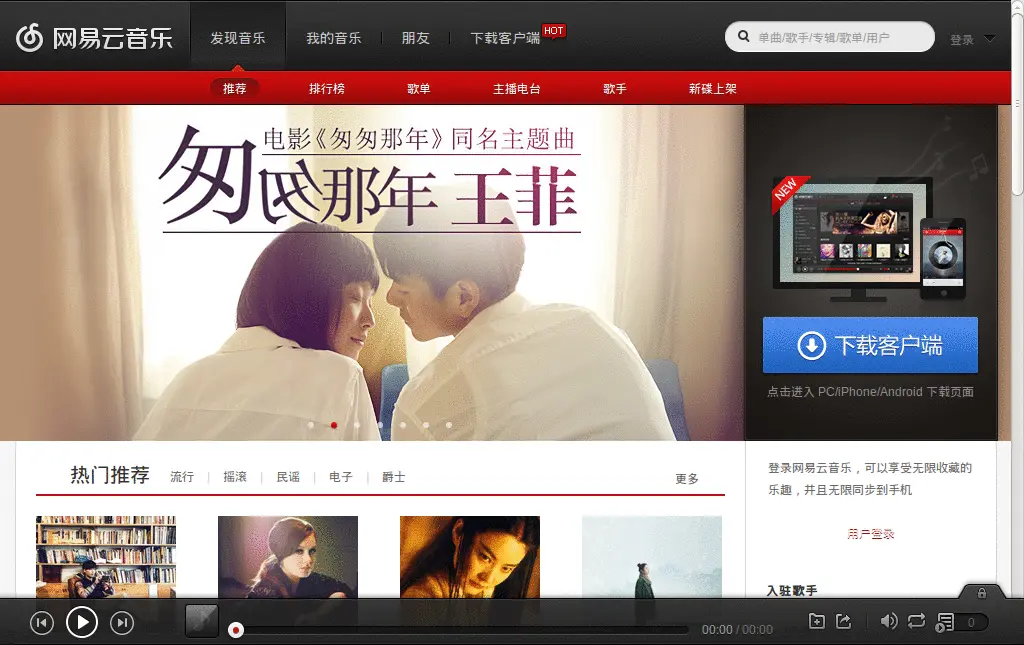 网易云音乐
发现音乐 我的音乐 朋友 下载客户端 HOT
单曲/歌手/专辑/歌单/用户
登录
推荐 排行榜 歌单 主播电台 歌手 新碟上架
电影《匆匆那年》同名主题曲
匆匆那年 王菲
NEW
下载客户端
点击进入 PC/iPhone/Android 下载页面
热门推荐 流行 摇滚 民谣 电子 爵士 更多
登录网易云音乐，可以享受无限收藏的
乐趣，并且无限同步到手机
用户登录
入驻歌手
00:00 / 00:00
0